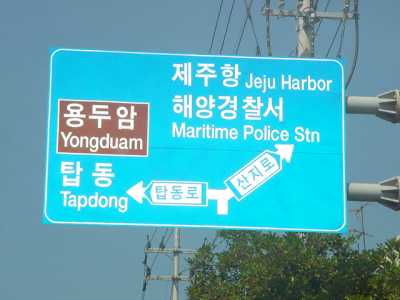 제주항 Jeju Harbor
해양경찰서
Maritime Police Stn
용두암
Yongduam
탑동
Tapdong
탑동로
산지로